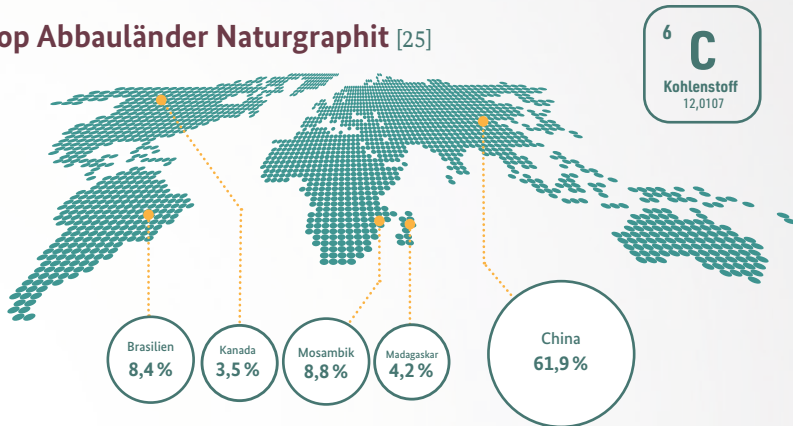 op Abbauländer Naturgraphit [25]
6
C
Kohlenstoff
12,0107
Brasilien
8,4 %
Kanada
3,5 %
Mosambik
8,8 %
Madagaskar
4,2 %
China
61,9 %